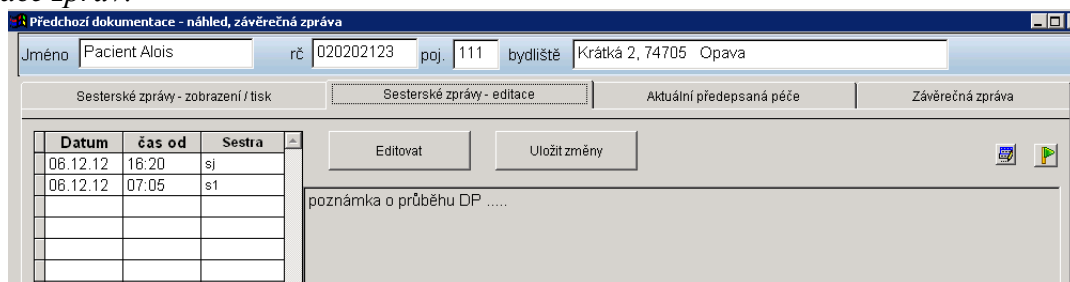 Předchozí dokumentace - náhled, závěrečná zpráva
Jméno Pacient Alois rč 020202123 poj. 111 bydliště Krátká 2, 74705 Opava
Sesterské zprávy - zobrazení / tisk Sesterské zprávy - editace Aktuální předepsaná péče Závěrečná zpráva
Datum čas od Sestra Editovat Uložit změny
06.12.12 16:20 sj
06.12.12 07:05 s1
poznámka o průběhu DP .....